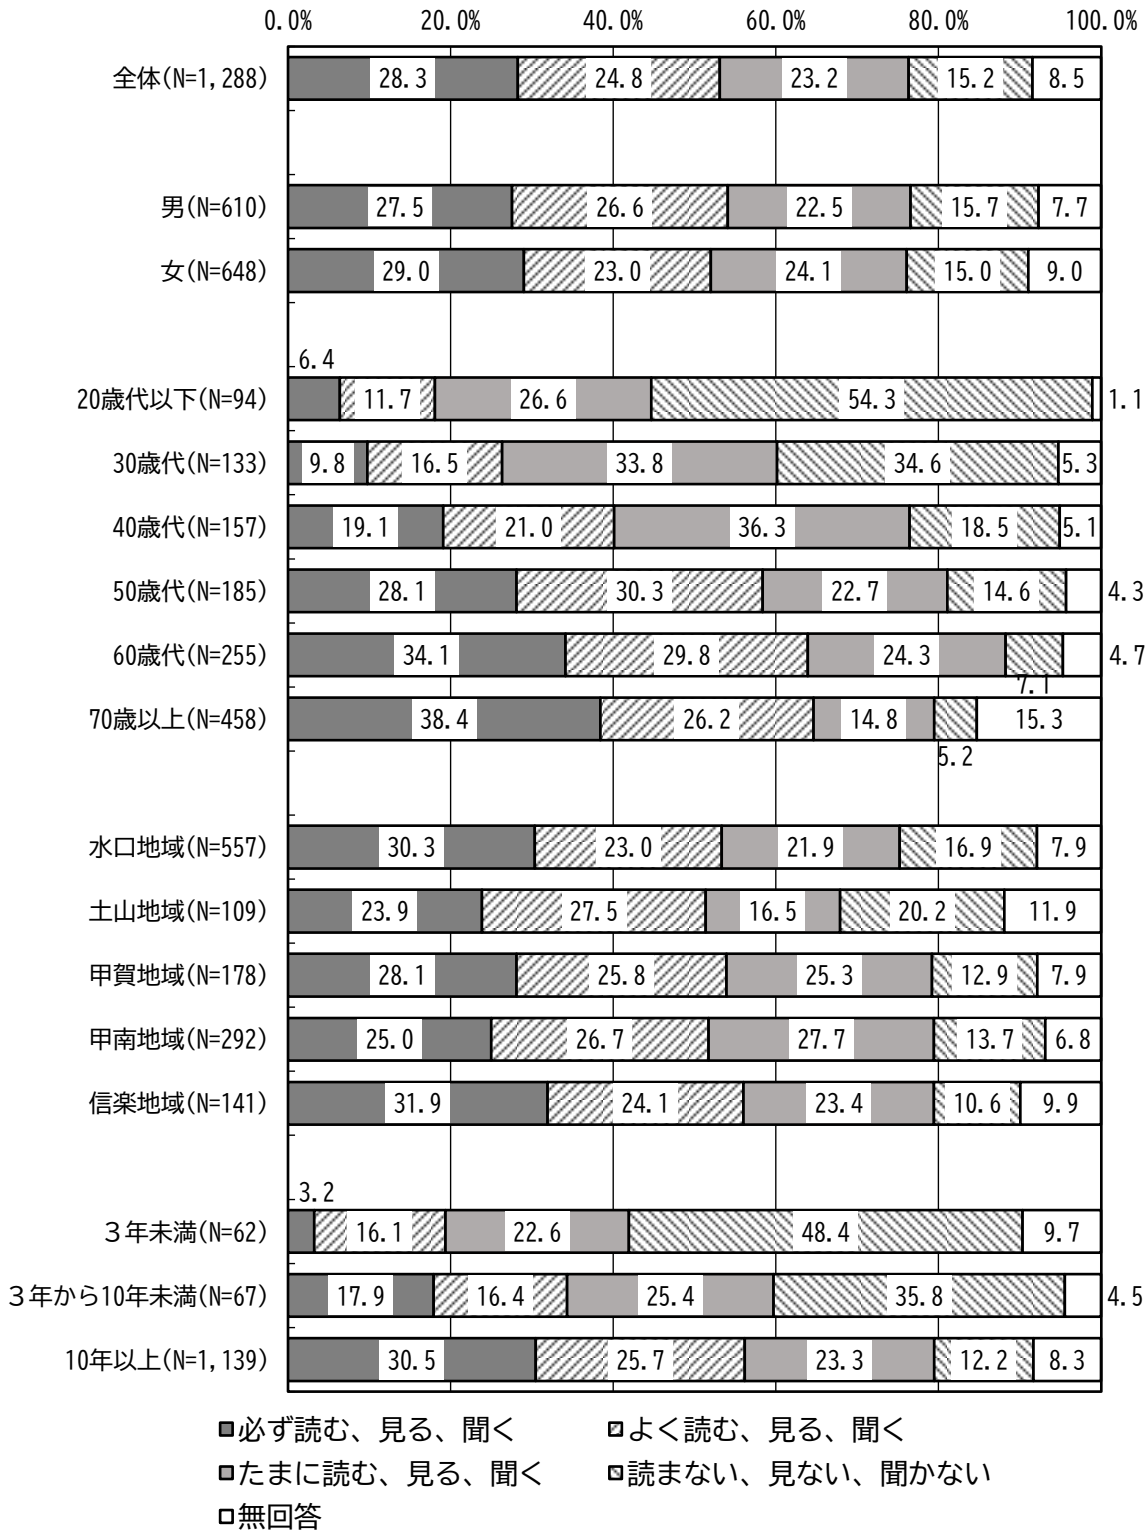 0.0% 20.0% 40.0% 60.0% 80.0% 100.0%
全体(N=1,288) 28.3 24.8 23.2 15.2 8.5
男(N=610) 27.5 26.6 22.5 15.7 7.7
女(N=648) 29.0 23.0 24.1 15.0 9.0
6.4
20歳代以下(N=94) 11.7 26.6 54.3 1.1
30歳代(N=133) 9.8 16.5 33.8 34.6 5.3
40歳代(N=157) 19.1 21.0 36.3 18.5 5.1
50歳代(N=185) 28.1 30.3 22.7 14.6 4.3
60歳代(N=255) 34.1 29.8 24.3 4.7
7.1
70歳以上(N=458) 38.4 26.2 14.8 15.3
5.2
水口地域(N=557) 30.3 23.0 21.9 16.9 7.9
土山地域(N=109) 23.9 27.5 16.5 20.2 11.9
甲賀地域(N=178) 28.1 25.8 25.3 12.9 7.9
甲南地域(N=292) 25.0 26.7 27.7 13.7 6.8
信楽地域(N=141) 31.9 24.1 23.4 10.6 9.9
3.2
３年未満(N=62) 16.1 22.6 48.4 9.7
３年から10年未満(N=67) 17.9 16.4 25.4 35.8 4.5
10年以上(N=1,139) 30.5 25.7 23.3 12.2 8.3
必ず読む、見る、聞く よく読む、見る、聞く
たまに読む、見る、聞く 読まない、見ない、聞かない
無回答